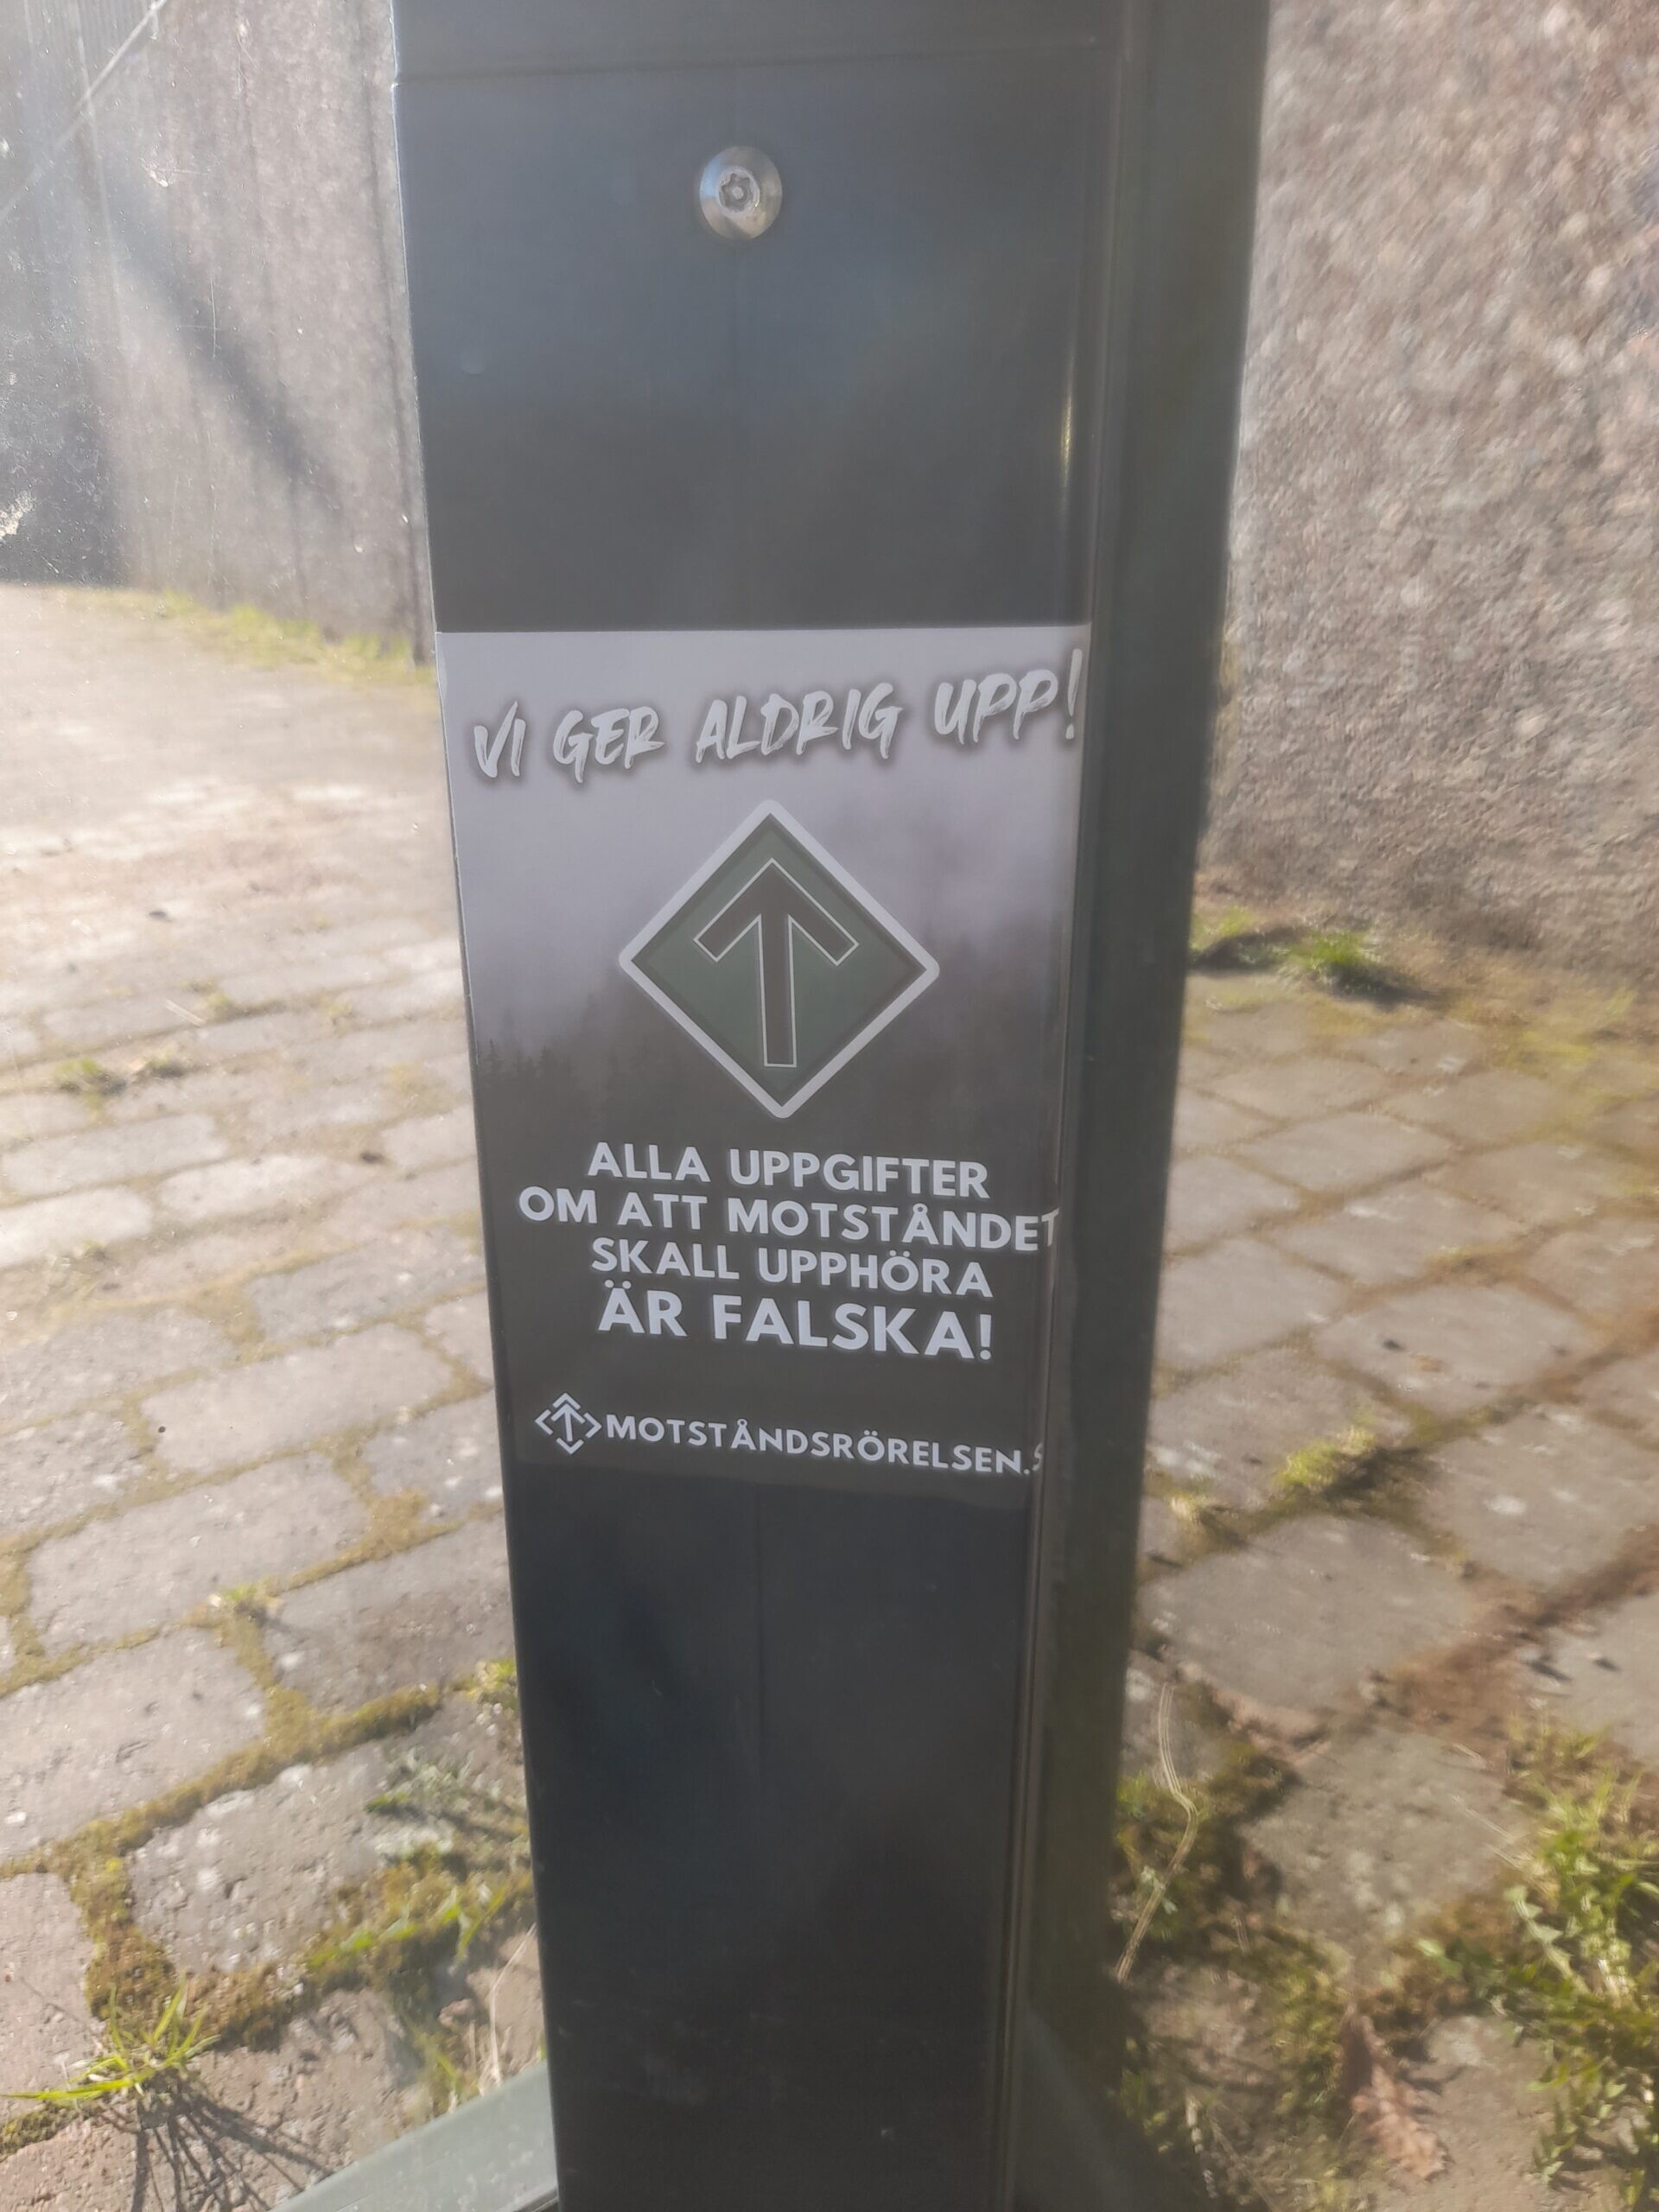 VI GER ALDRIG UPP!
ALLA UPPGIFTER
OM ATT MOTSTÅNDET
SKALL UPPHÖRA
ÄR FALSKA!
MOTSTÅNDSRÖRELSEN.S